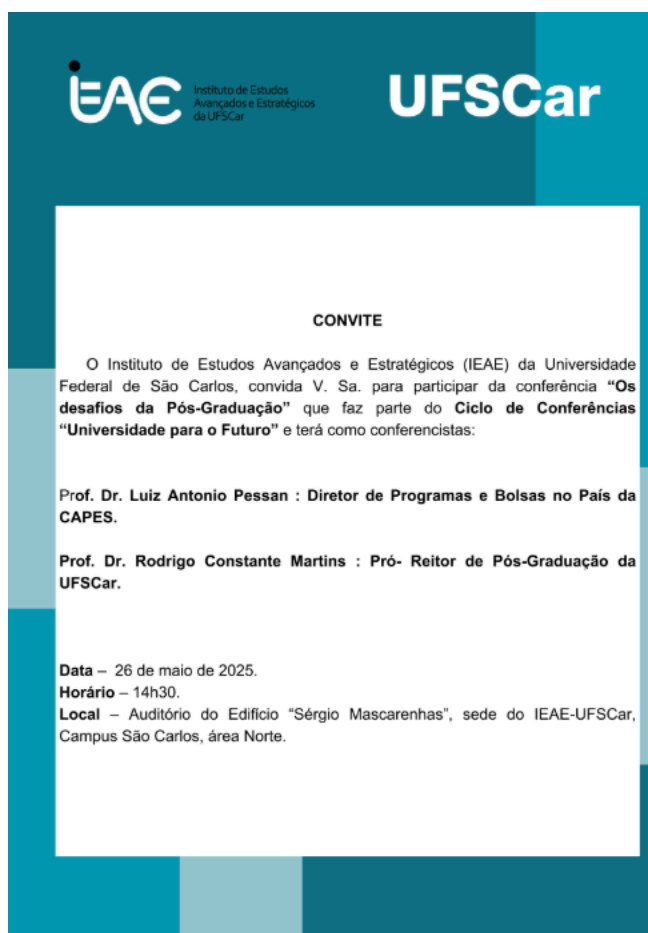 iEAE
Instituto de Estudos
Avançados e Estratégicos
da UFSCar
UFSCar
CONVITE
O Instituto de Estudos Avançados e Estratégicos (IEAE) da Universidade
Federal de São Carlos, convida V. Sa. para participar da conferência “Os
desafios da Pós-Graduação” que faz parte do Ciclo de Conferências
“Universidade para o Futuro” e terá como conferencistas:
Prof. Dr. Luiz Antonio Pessan : Diretor de Programas e Bolsas no País da
CAPES.
Prof. Dr. Rodrigo Constante Martins : Pró- Reitor de Pós-Graduação da
UFSCar.
Data – 26 de maio de 2025.
Horário – 14h30.
Local – Auditório do Edifício “Sérgio Mascarenhas”, sede do IEAE-UFSCar,
Campus São Carlos, área Norte.